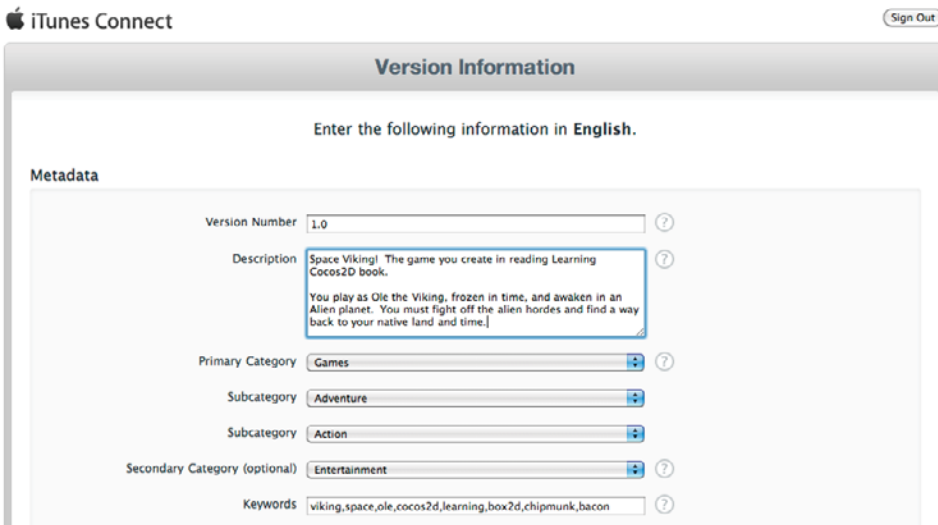 iTunes Connect
Sign Out
Version Information
Enter the following information in English.
Metadata
Version Number 1.0 ?
Description Space Viking! The game you create in reading Learning ?
Cocos2D book.
You play as Ole the Viking, frozen in time, and awaken in an
Alien planet. You must fight off the alien hordes and find a way
back to your native land and time.
Primary Category Games ?
Subcategory Adventure
Subcategory Action
Secondary Category (optional) Entertainment ?
Keywords viking,space,ole,cocos2d,learning,box2d,chipmunk,bacon ?